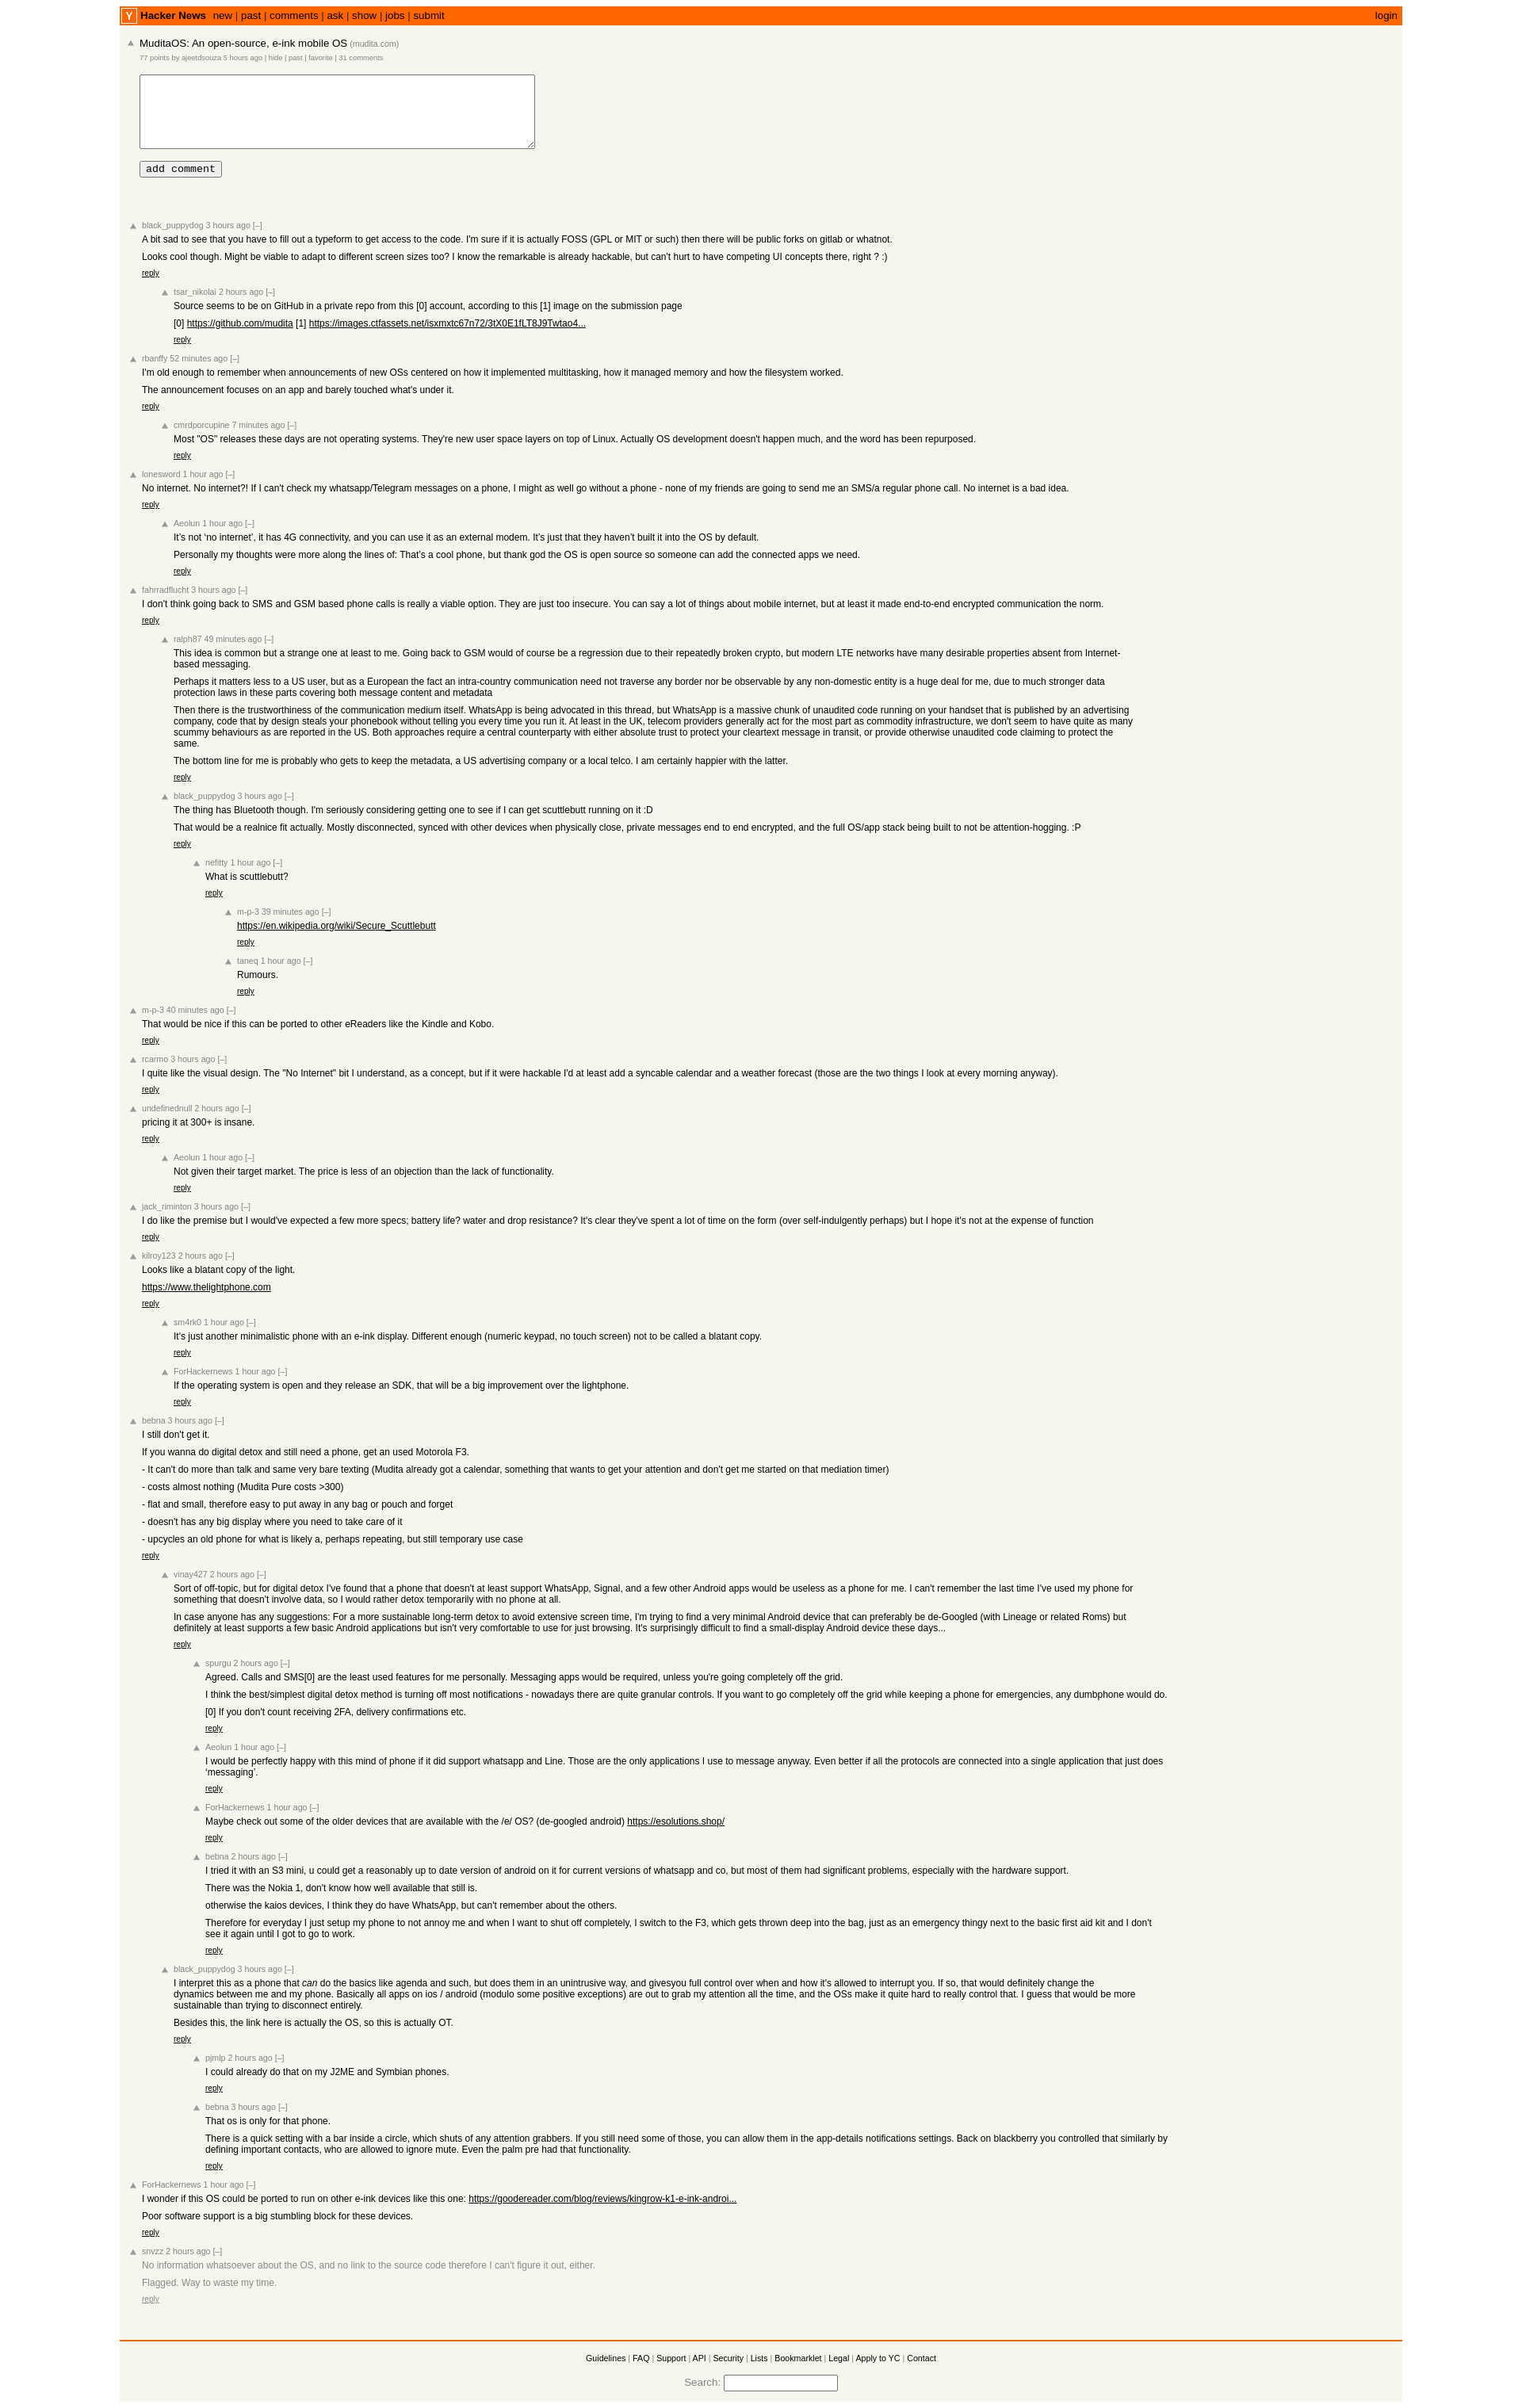 Y Hacker News new | past | comments | ask | show | jobs | submit login
MuditaOS: An open-source, e-ink mobile OS (mudita.com)
77 points by ajeetdsouza 5 hours ago | hide | past | favorite | 31 comments
add comment
black_puppydog 3 hours ago [–]
A bit sad to see that you have to fill out a typeform to get access to the code. I'm sure if it is actually FOSS (GPL or MIT or such) then there will be public forks on gitlab or whatnot.
Looks cool though. Might be viable to adapt to different screen sizes too? I know the remarkable is already hackable, but can't hurt to have competing UI concepts there, right ? :)
reply
tsar_nikolai 2 hours ago [–]
Source seems to be on GitHub in a private repo from this [0] account, according to this [1] image on the submission page
[0] https://github.com/mudita [1] https://images.ctfassets.net/isxmxtc67n72/3tX0E1fLT8J9Twtao4...
reply
rbanffy 52 minutes ago [–]
I'm old enough to remember when announcements of new OSs centered on how it implemented multitasking, how it managed memory and how the filesystem worked.
The announcement focuses on an app and barely touched what's under it.
reply
cmrdporcupine 7 minutes ago [–]
Most "OS" releases these days are not operating systems. They're new user space layers on top of Linux. Actually OS development doesn't happen much, and the word has been repurposed.
reply
lonesword 1 hour ago [–]
No internet. No internet?! If I can't check my whatsapp/Telegram messages on a phone, I might as well go without a phone - none of my friends are going to send me an SMS/a regular phone call. No internet is a bad idea.
reply
Aeolun 1 hour ago [–]
It's not ‘no internet’, it has 4G connectivity, and you can use it as an external modem. It's just that they haven't built it into the OS by default.
Personally my thoughts were more along the lines of: That's a cool phone, but thank god the OS is open source so someone can add the connected apps we need.
reply
fahrradflucht 3 hours ago [–]
I don't think going back to SMS and GSM based phone calls is really a viable option. They are just too insecure. You can say a lot of things about mobile internet, but at least it made end-to-end encrypted communication the norm.
reply
ralph87 49 minutes ago [–]
This idea is common but a strange one at least to me. Going back to GSM would of course be a regression due to their repeatedly broken crypto, but modern LTE networks have many desirable properties absent from Internet-
based messaging.
Perhaps it matters less to a US user, but as a European the fact an intra-country communication need not traverse any border nor be observable by any non-domestic entity is a huge deal for me, due to much stronger data
protection laws in these parts covering both message content and metadata
Then there is the trustworthiness of the communication medium itself. WhatsApp is being advocated in this thread, but WhatsApp is a massive chunk of unaudited code running on your handset that is published by an advertising
company, code that by design steals your phonebook without telling you every time you run it. At least in the UK, telecom providers generally act for the most part as commodity infrastructure, we don't seem to have quite as many
scummy behaviours as are reported in the US. Both approaches require a central counterparty with either absolute trust to protect your cleartext message in transit, or provide otherwise unaudited code claiming to protect the
same.
The bottom line for me is probably who gets to keep the metadata, a US advertising company or a local telco. I am certainly happier with the latter.
reply
black_puppydog 3 hours ago [–]
The thing has Bluetooth though. I'm seriously considering getting one to see if I can get scuttlebutt running on it :D
That would be a realnice fit actually. Mostly disconnected, synced with other devices when physically close, private messages end to end encrypted, and the full OS/app stack being built to not be attention-hogging. :P
reply
nefitty 1 hour ago [–]
What is scuttlebutt?
reply
m-p-3 39 minutes ago [–]
https://en.wikipedia.org/wiki/Secure_Scuttlebutt
reply
taneq 1 hour ago [–]
Rumours.
reply
m-p-3 40 minutes ago [–]
That would be nice if this can be ported to other eReaders like the Kindle and Kobo.
reply
rcarmo 3 hours ago [–]
I quite like the visual design. The "No Internet" bit I understand, as a concept, but if it were hackable I'd at least add a syncable calendar and a weather forecast (those are the two things I look at every morning anyway).
reply
undefinednull 2 hours ago [–]
pricing it at 300+ is insane.
reply
Aeolun 1 hour ago [–]
Not given their target market. The price is less of an objection than the lack of functionality.
reply
jack_riminton 3 hours ago [–]
I do like the premise but I would've expected a few more specs; battery life? water and drop resistance? It's clear they've spent a lot of time on the form (over self-indulgently perhaps) but I hope it's not at the expense of function
reply
kilroy123 2 hours ago [–]
Looks like a blatant copy of the light.
https://www.thelightphone.com
reply
sm4rk0 1 hour ago [–]
It's just another minimalistic phone with an e-ink display. Different enough (numeric keypad, no touch screen) not to be called a blatant copy.
reply
ForHackernews 1 hour ago [–]
If the operating system is open and they release an SDK, that will be a big improvement over the lightphone.
reply
bebna 3 hours ago [–]
I still don't get it.
If you wanna do digital detox and still need a phone, get an used Motorola F3.
- It can't do more than talk and same very bare texting (Mudita already got a calendar, something that wants to get your attention and don't get me started on that mediation timer)
- costs almost nothing (Mudita Pure costs >300)
- flat and small, therefore easy to put away in any bag or pouch and forget
- doesn't has any big display where you need to take care of it
- upcycles an old phone for what is likely a, perhaps repeating, but still temporary use case
reply
vinay427 2 hours ago [–]
Sort of off-topic, but for digital detox I've found that a phone that doesn't at least support WhatsApp, Signal, and a few other Android apps would be useless as a phone for me. I can't remember the last time I've used my phone for
something that doesn't involve data, so I would rather detox temporarily with no phone at all.
In case anyone has any suggestions: For a more sustainable long-term detox to avoid extensive screen time, I'm trying to find a very minimal Android device that can preferably be de-Googled (with Lineage or related Roms) but
definitely at least supports a few basic Android applications but isn't very comfortable to use for just browsing. It's surprisingly difficult to find a small-display Android device these days...
reply
spurgu 2 hours ago [–]
Agreed. Calls and SMS[0] are the least used features for me personally. Messaging apps would be required, unless you're going completely off the grid.
I think the best/simplest digital detox method is turning off most notifications - nowadays there are quite granular controls. If you want to go completely off the grid while keeping a phone for emergencies, any dumbphone would do.
[0] If you don't count receiving 2FA, delivery confirmations etc.
reply
Aeolun 1 hour ago [–]
I would be perfectly happy with this mind of phone if it did support whatsapp and Line. Those are the only applications I use to message anyway. Even better if all the protocols are connected into a single application that just does
‘messaging’.
reply
ForHackernews 1 hour ago [–]
Maybe check out some of the older devices that are available with the /e/ OS? (de-googled android) https://esolutions.shop/
reply
bebna 2 hours ago [–]
I tried it with an S3 mini, u could get a reasonably up to date version of android on it for current versions of whatsapp and co, but most of them had significant problems, especially with the hardware support.
There was the Nokia 1, don't know how well available that still is.
otherwise the kaios devices, I think they do have WhatsApp, but can't remember about the others.
Therefore for everyday I just setup my phone to not annoy me and when I want to shut off completely, I switch to the F3, which gets thrown deep into the bag, just as an emergency thingy next to the basic first aid kit and I don't
see it again until I got to go to work.
reply
black_puppydog 3 hours ago [–]
I interpret this as a phone that can do the basics like agenda and such, but does them in an unintrusive way, and givesyou full control over when and how it's allowed to interrupt you. If so, that would definitely change the
dynamics between me and my phone. Basically all apps on ios / android (modulo some positive exceptions) are out to grab my attention all the time, and the OSs make it quite hard to really control that. I guess that would be more
sustainable than trying to disconnect entirely.
Besides this, the link here is actually the OS, so this is actually OT.
reply
pjmlp 2 hours ago [–]
I could already do that on my J2ME and Symbian phones.
reply
bebna 3 hours ago [–]
That os is only for that phone.
There is a quick setting with a bar inside a circle, which shuts of any attention grabbers. If you still need some of those, you can allow them in the app-details notifications settings. Back on blackberry you controlled that similarly by
defining important contacts, who are allowed to ignore mute. Even the palm pre had that functionality.
reply
ForHackernews 1 hour ago [–]
I wonder if this OS could be ported to run on other e-ink devices like this one: https://goodereader.com/blog/reviews/kingrow-k1-e-ink-androi...
Poor software support is a big stumbling block for these devices.
reply
snvzz 2 hours ago [–]
No information whatsoever about the OS, and no link to the source code therefore I can't figure it out, either.
Flagged. Way to waste my time.
reply
Guidelines | FAQ | Support | API | Security | Lists | Bookmarklet | Legal | Apply to YC | Contact
Search: